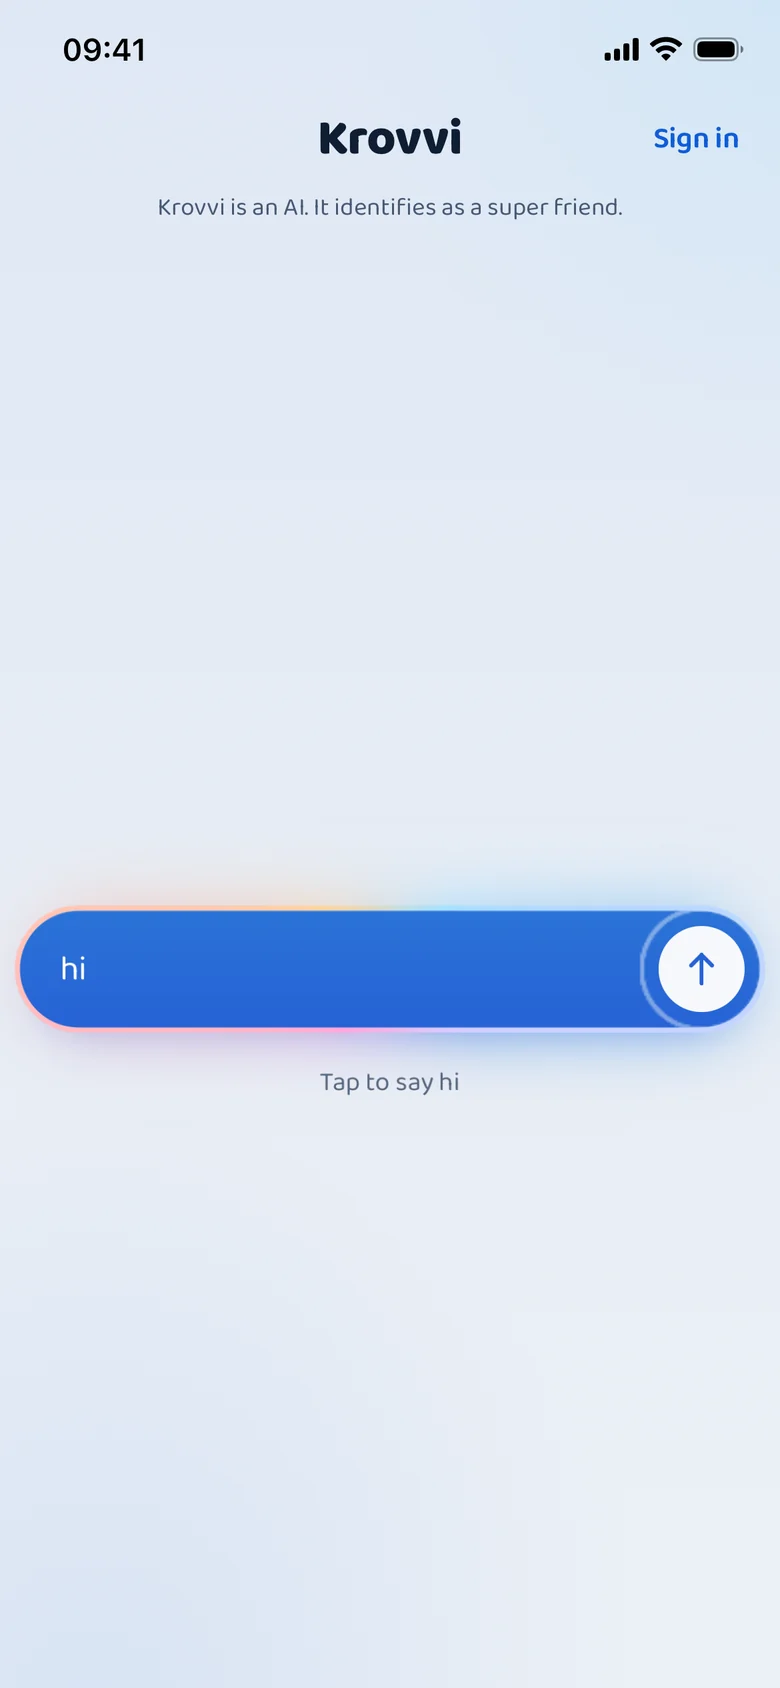 09:41
Krovvi
Sign in
Krovvi is an AI. It identifies as a super friend.
hi
Tap to say hi